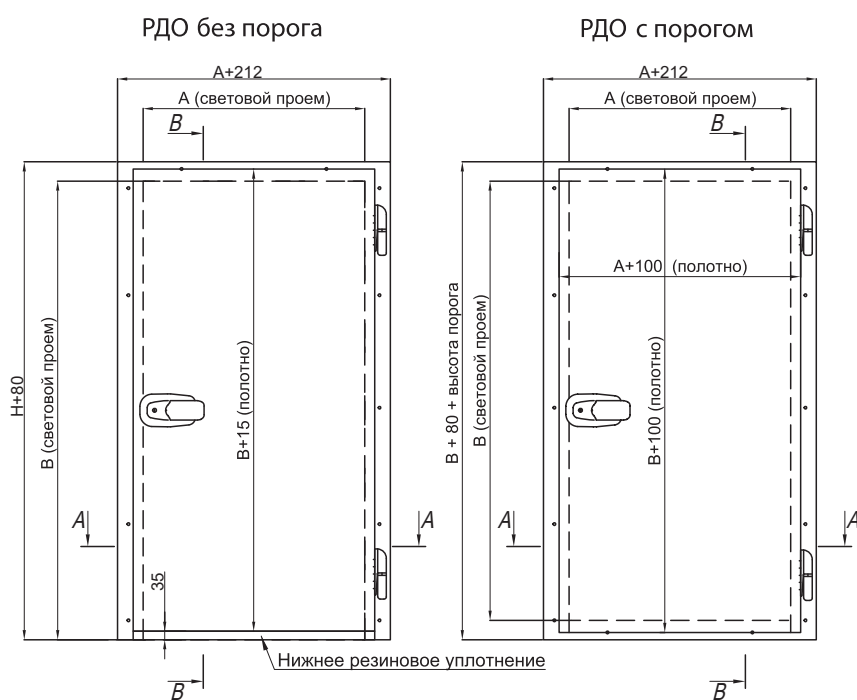 РДО без порога
А+212
А (световой проем)
В
Н+80
В (световой проем)
В+15 (полотно)
А
А
35
Нижнее резиновое уплотнение
В
РДО с порогом
А+212
А (световой проем)
В
А+100 (полотно)
В + 80 + высота порога
В (световой проем)
В+100 (полотно)
А
А
В